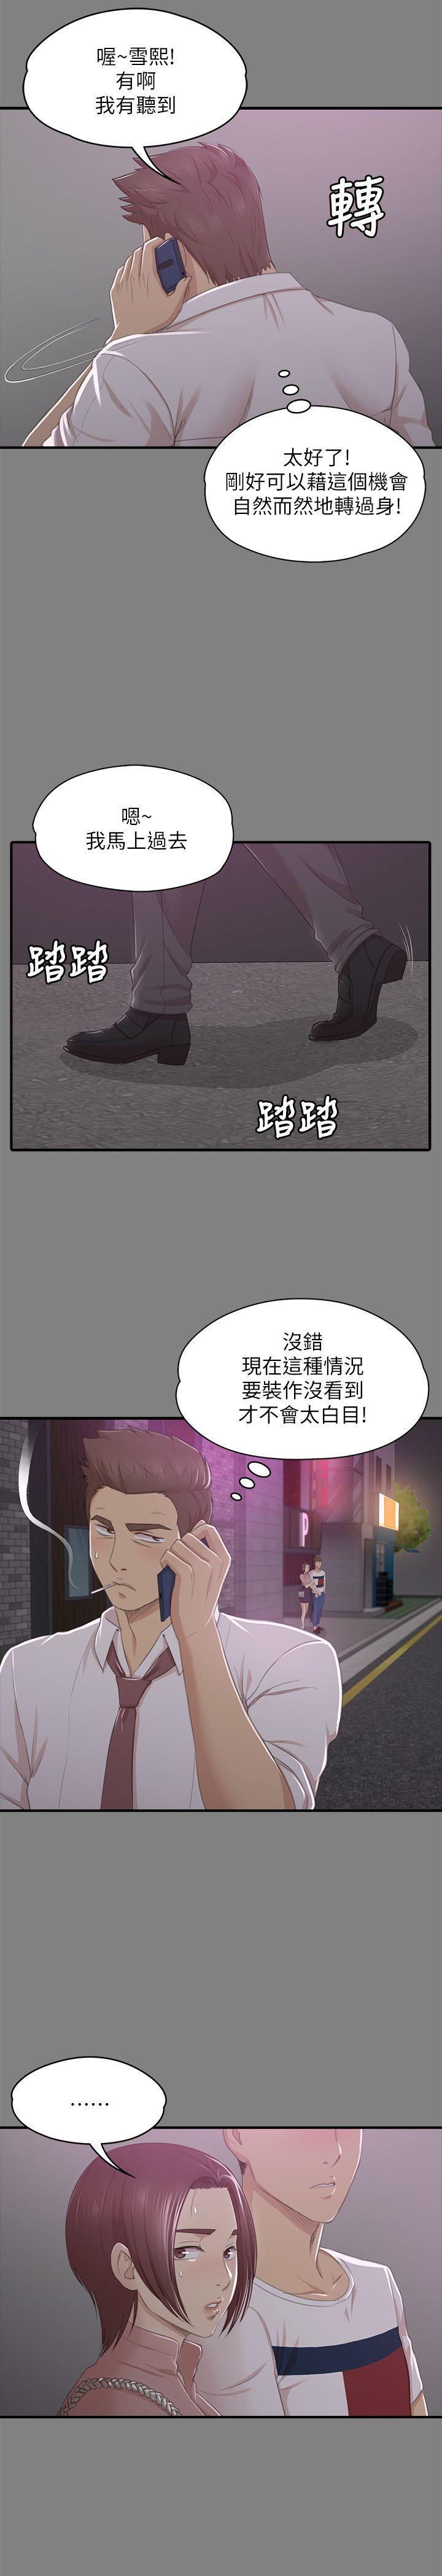 喔~雪熙!
有啊
我有聽到
轉
太好了!
剛好可以藉這個機會
自然而然地轉過身!
嗯~
我馬上過去
踏踏
踏踏
沒錯
現在這種情況
要裝作沒看到
才不會太白目!
P
······